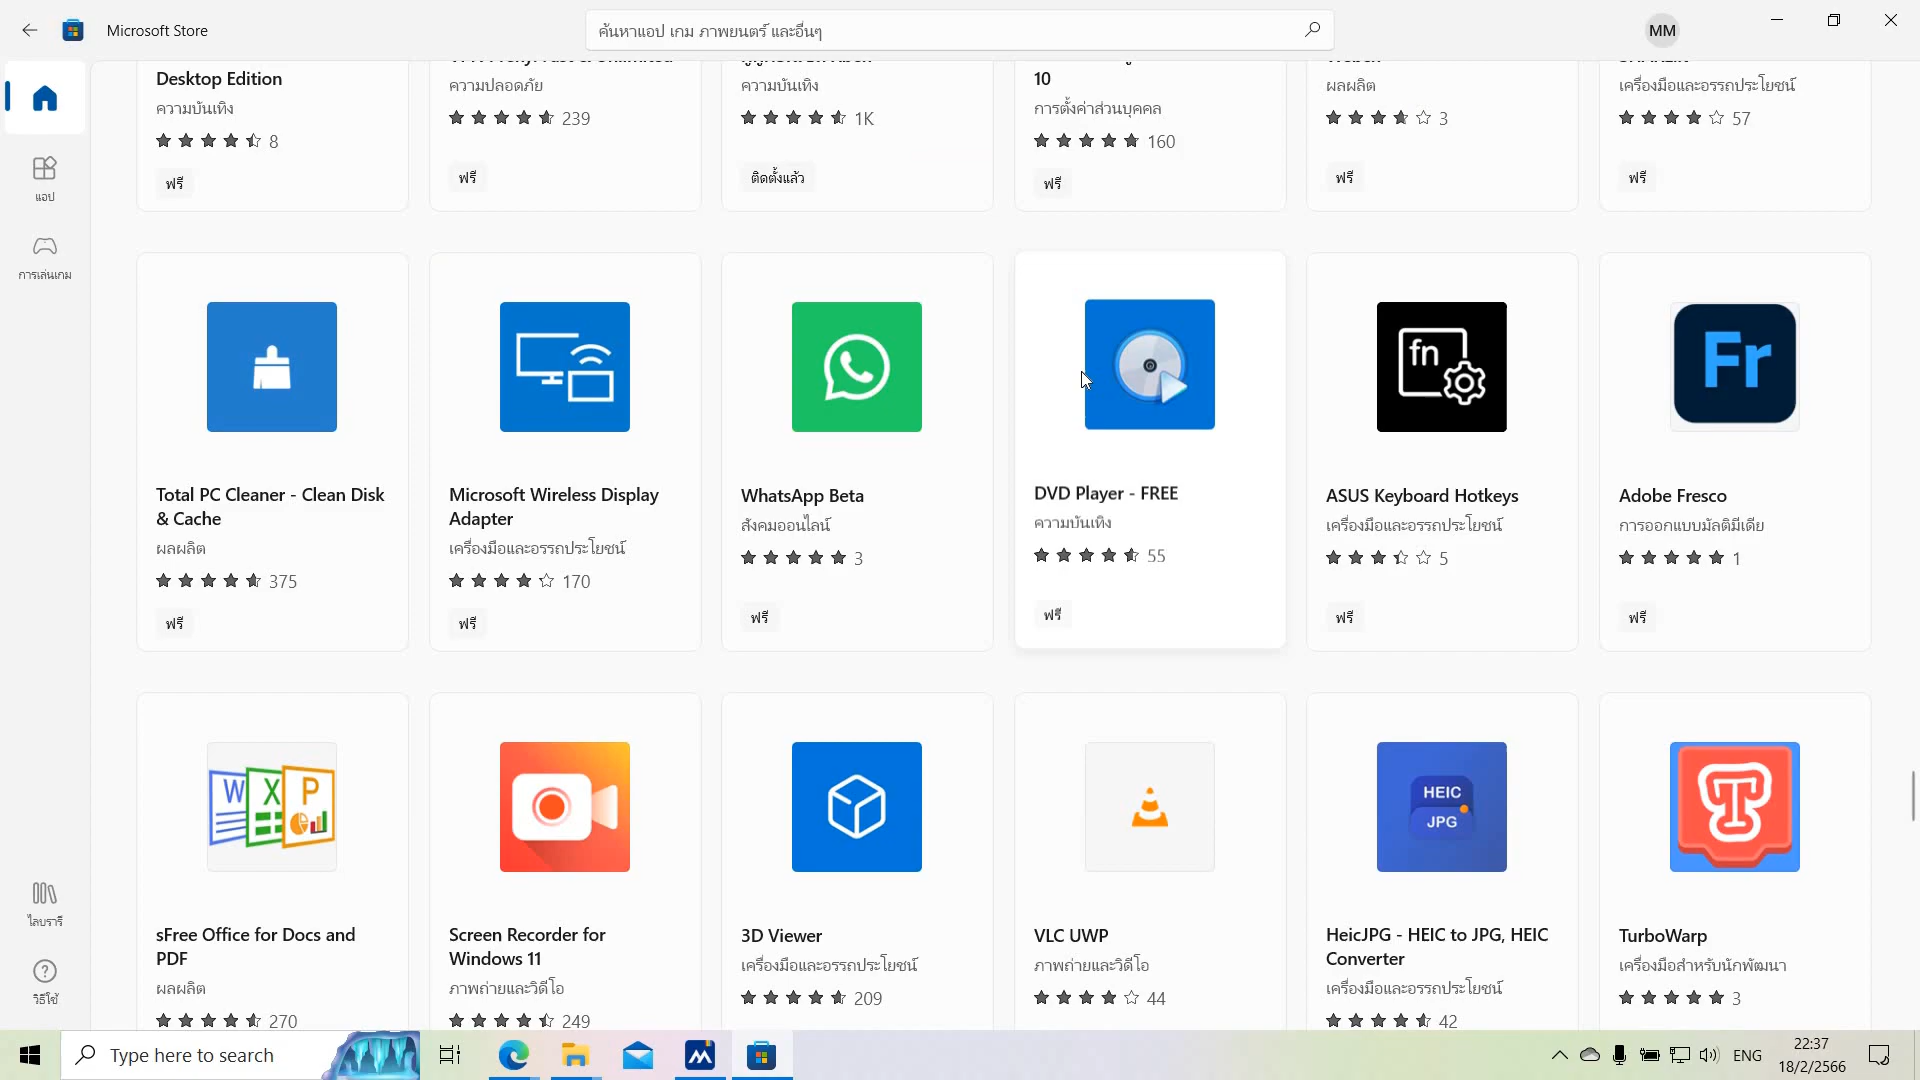 Microsoft Store
ค้นหาแอป เกม ภาพยนตร์ และอื่นๆ
MM
แอป
การเล่นเกม
ไลบรารี
วิธีใช้
Desktop Edition
ความบันเทิง
8
ฟรี
ความปลอดภัย
239
ฟรี
ความบันเทิง
1K
ติดตั้งแล้ว
10
การตั้งค่าส่วนบุคคล
160
ฟรี
ผลผลิต
3
ฟรี
เครื่องมือและอรรถประโยชน์
57
ฟรี
Total PC Cleaner - Clean Disk
& Cache
ผลผลิต
375
ฟรี
Microsoft Wireless Display
Adapter
เครื่องมือและอรรถประโยชน์
170
ฟรี
WhatsApp Beta
สังคมออนไลน์
3
ฟรี
DVD Player - FREE
ความบันเทิง
55
ฟรี
fn
ASUS Keyboard Hotkeys
เครื่องมือและอรรถประโยชน์
5
ฟรี
Fr
Adobe Fresco
การออกแบบมัลติมีเดีย
1
ฟรี
W X P
sFree Office for Docs and
PDF
ผลผลิต
270
Screen Recorder for
Windows 11
ภาพถ่ายและวิดีโอ
249
3D Viewer
เครื่องมือและอรรถประโยชน์
209
VLC UWP
ภาพถ่ายและวิดีโอ
44
HEIC
JPG
HeicJPG - HEIC to JPG, HEIC
Converter
เครื่องมือและอรรถประโยชน์
42
TurboWarp
เครื่องมือสำหรับนักพัฒนา
3
Type here to search
ENG
22:37
18/2/2566